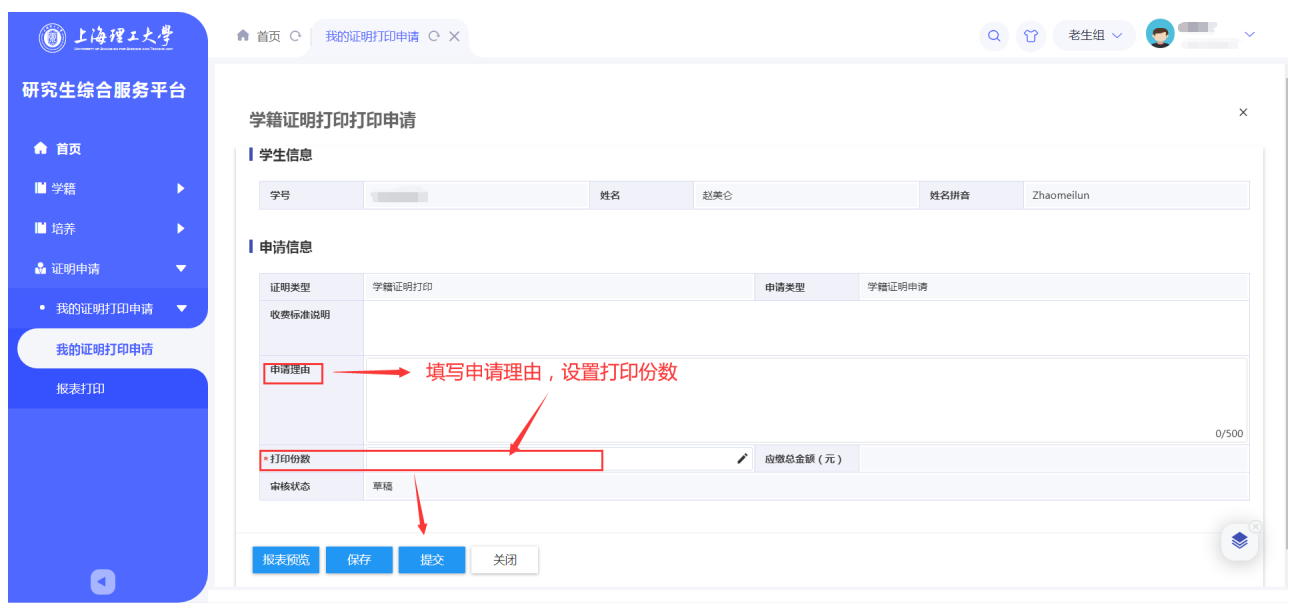 上海理工大学
首页
我的证明打印申请
老生组
研究生综合服务平台
首页
学籍
培养
证明申请
我的证明打印申请
我的证明打印申请
报表打印
学籍证明打印打印申请
学生信息
学号
姓名 赵美仑
姓名拼音 Zhaomeilun
申请信息
证明类型 学籍证明打印 申请类型 学籍证明申请
收费标准说明
申请理由
填写申请理由，设置打印份数
0/500
*打印份数 应缴总金额（元）
审核状态 草稿
报表预览 保存 提交 关闭